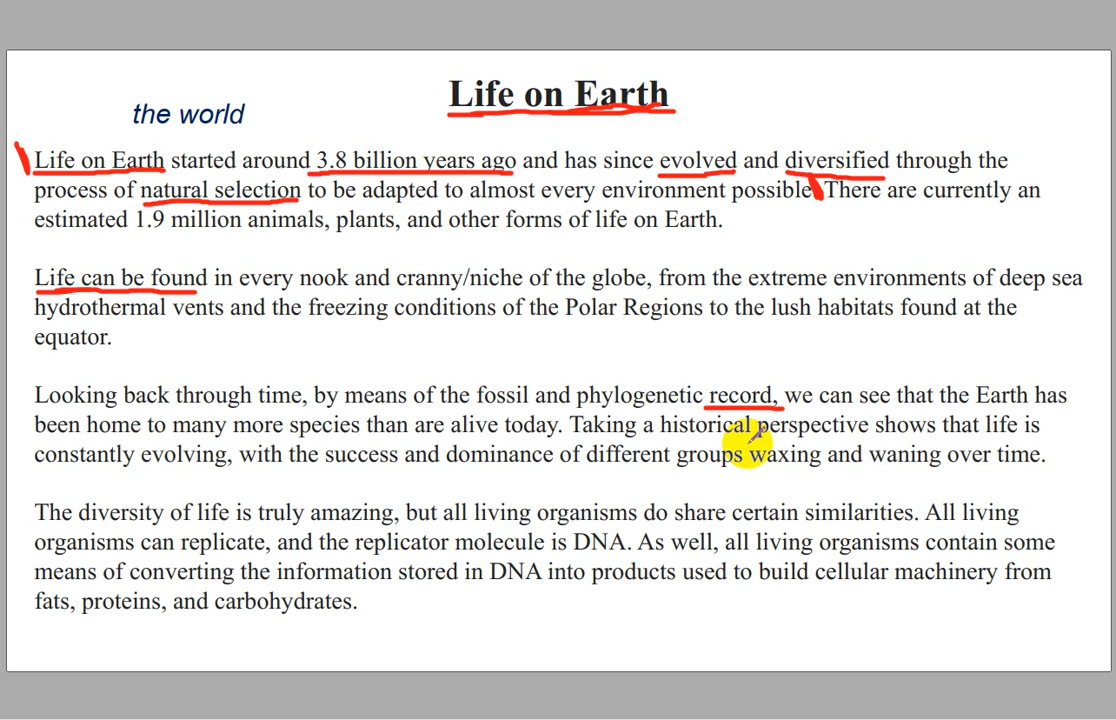 Life on Earth
the world
Life on Earth started around 3.8 billion years ago and has since evolved and diversified through the
process of natural selection to be adapted to almost every environment possible. There are currently an
estimated 1.9 million animals, plants, and other forms of life on Earth.
Life can be found in every nook and cranny/niche of the globe, from the extreme environments of deep sea
hydrothermal vents and the freezing conditions of the Polar Regions to the lush habitats found at the
equator.
Looking back through time, by means of the fossil and phylogenetic record, we can see that the Earth has
been home to many more species than are alive today. Taking a historical perspective shows that life is
constantly evolving, with the success and dominance of different groups waxing and waning over time.
The diversity of life is truly amazing, but all living organisms do share certain similarities. All living
organisms can replicate, and the replicator molecule is DNA. As well, all living organisms contain some
means of converting the information stored in DNA into products used to build cellular machinery from
fats, proteins, and carbohydrates.